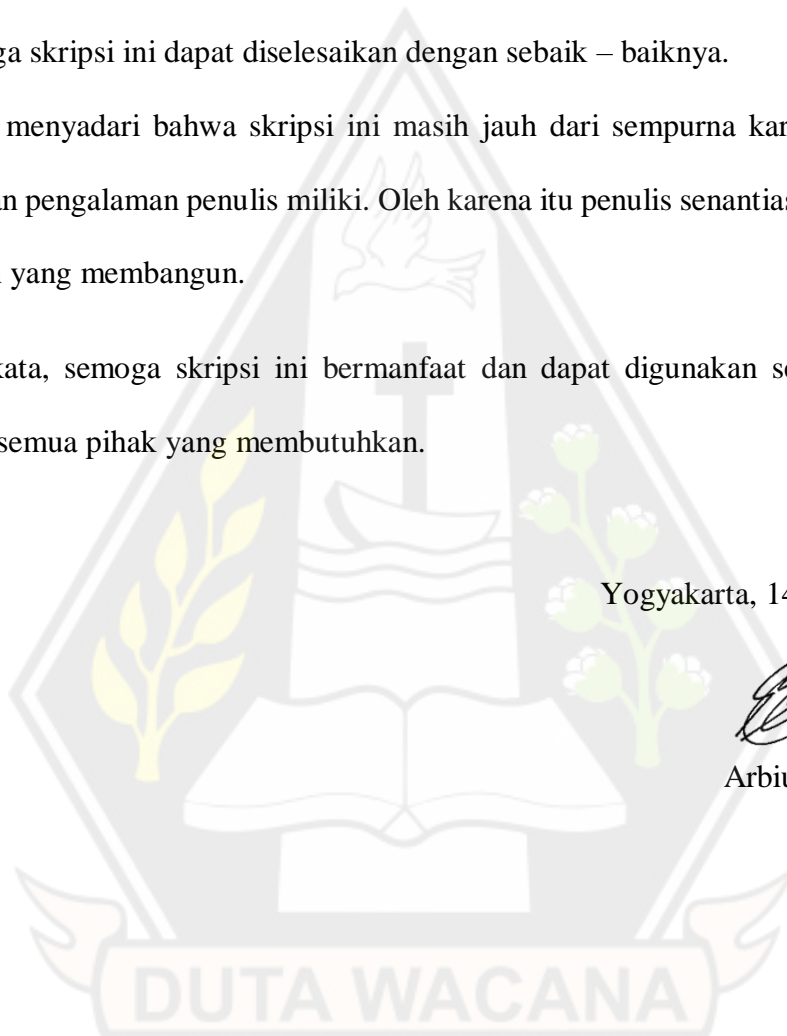 ga skripsi ini dapat diselesaikan dengan sebaik – baiknya.
menyadari bahwa skripsi ini masih jauh dari sempurna kar
an pengalaman penulis miliki. Oleh karena itu penulis senantias
yang membangun.
kata, semoga skripsi ini bermanfaat dan dapat digunakan se
semua pihak yang membutuhkan.
Yogyakarta, 14
Arbiu
DUTA WACANA